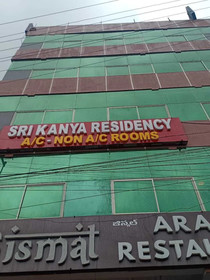 SRI KANYA RESIDENCY
A/C - NON A/C ROOMS
ismat
ARA
RESTAU